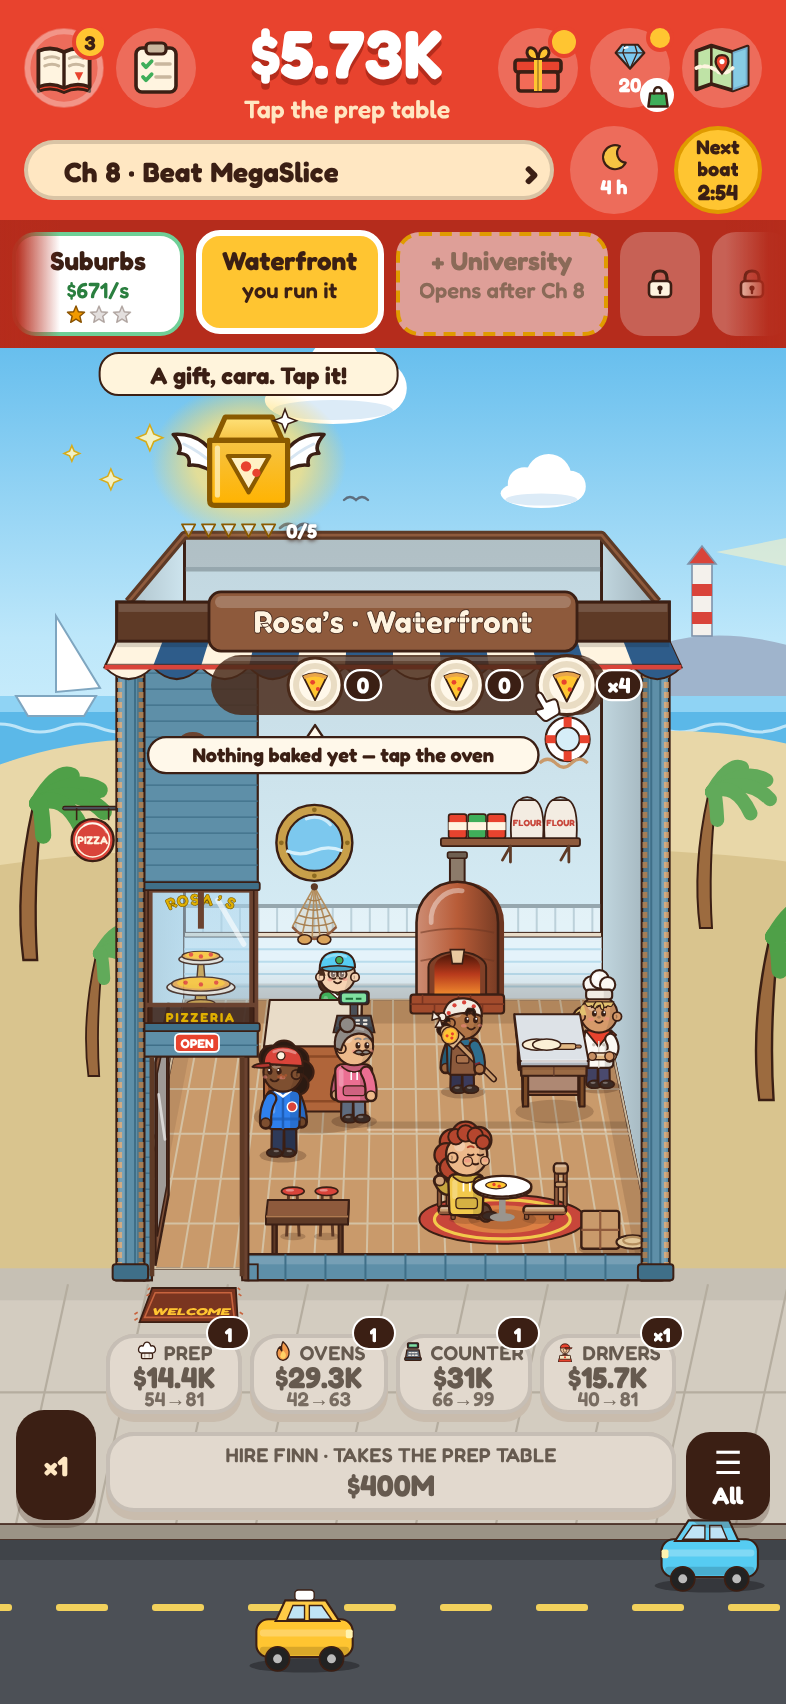 3
$5.73K
Tap the prep table
20
Ch 8 · Beat MegaSlice
4 h
Next
boat
2:54
Suburbs
$671/s
Waterfront
you run it
+ University
Opens after Ch 8
A gift, cara. Tap it!
0/5
Rosa's · Waterfront
0
0
x4
Nothing baked yet – tap the oven
PIZZA
FLOUR
FLOUR
ROSA'S
PIZZERIA
OPEN
WELCOME
1
1
1
x1
PREP
OVENS
COUNTER
DRIVERS
$14.4K
$29.3K
$31K
$15.7K
54→81
42→63
66→99
40→81
x1
HIRE FINN · TAKES THE PREP TABLE
$400M
All